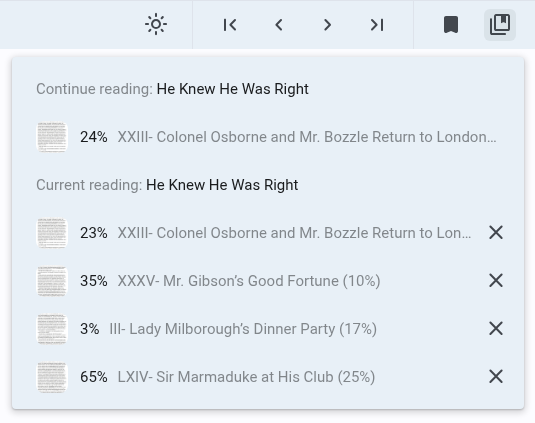 Continue reading: He Knew He Was Right
24% XXIII- Colonel Osborne and Mr. Bozzle Return to London...
Current reading: He Knew He Was Right
23% XXIII- Colonel Osborne and Mr. Bozzle Return to Lon...
35% XXXV- Mr. Gibson’s Good Fortune (10%)
3% III- Lady Milborough’s Dinner Party (17%)
65% LXIV- Sir Marmaduke at His Club (25%)